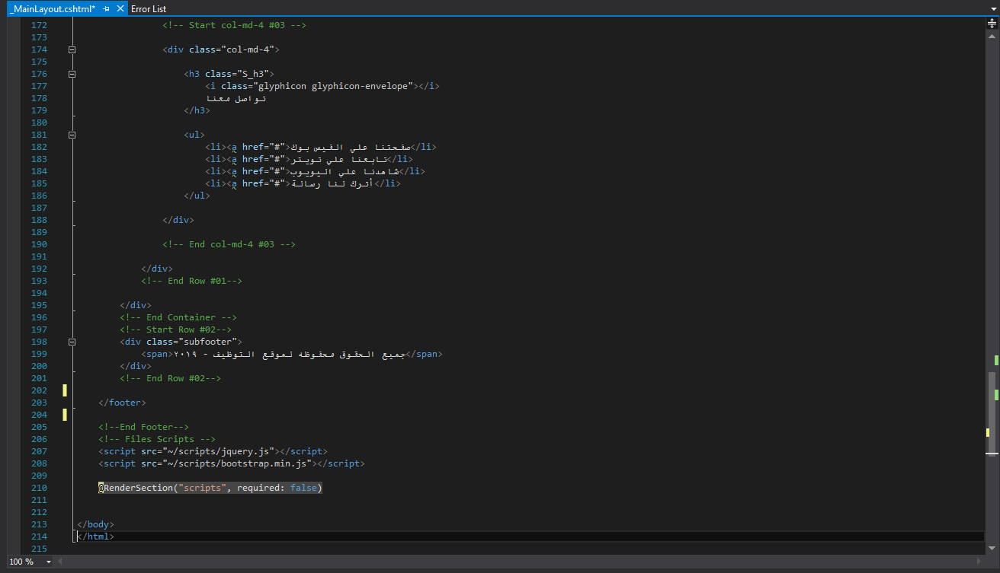 _MainLayout.cshtml*
Error List
172 <!-- Start col-md-4 #03 -->
173
174 <div class="col-md-4">
175
176 <h3 class="S_h3">
177 <i class="glyphicon glyphicon-envelope"></i>
178 تواصل معنا
179 </h3>
180
181 <ul>
182 <li><a href="#">صفحتنا علي الفيس بوك</li>
183 <li><a href="#">تابعنا علي تويتر</li>
184 <li><a href="#">شاهدنا علي اليويوب</li>
185 <li><a href="#">أترك لنا رسالة</li>
186 </ul>
187
188 </div>
189
190 <!-- End col-md-4 #03 -->
191
192 </div>
193 <!-- End Row #01-->
194
195 </div>
196 <!-- End Container -->
197 <!-- Start Row #02-->
198 <div class="subfooter">
199 <span>جميع الحقوق محقوظه لموقع التوظيف - ٢٠١٩</span>
200 </div>
201 <!-- End Row #02-->
202
203 </footer>
204
205 <!--End Footer-->
206 <!-- Files Scripts -->
207 <script src="~/scripts/jquery.js"></script>
208 <script src="~/scripts/bootstrap.min.js"></script>
209
210 @RenderSection("scripts", required: false)
211
212
213 </body>
214 </html>
215
100 %